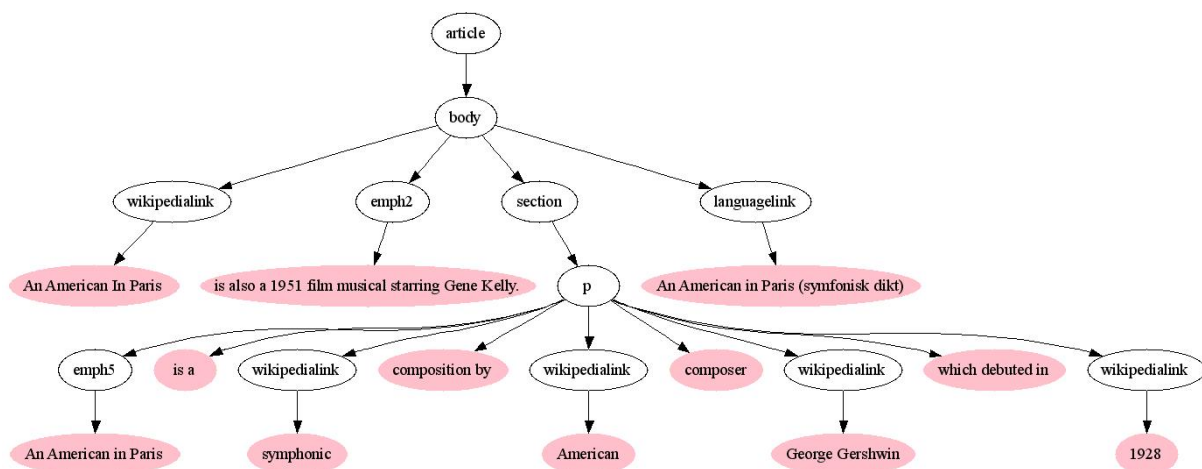 article
body
wikipedialink emph2 section languagelink
An American In Paris is also a 1951 film musical starring Gene Kelly. p An American in Paris (symfonisk dikt)
emph5 is a wikipedialink composition by wikipedialink composer wikipedialink which debuted in wikipedialink
An American in Paris symphonic American George Gershwin 1928